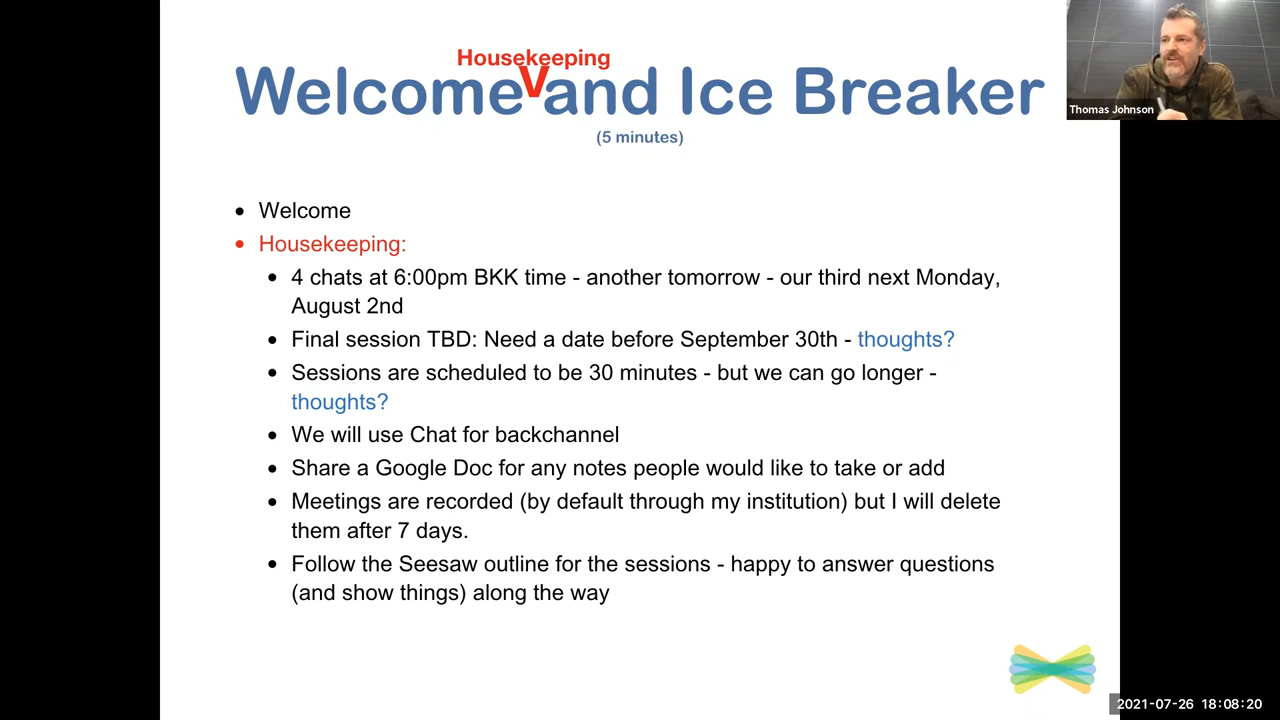 Housekeeping
V
Welcome and Ice Breaker
(5 minutes)
Thomas Johnson
• Welcome
• Housekeeping:
• 4 chats at 6:00pm BKK time - another tomorrow - our third next Monday,
August 2nd
• Final session TBD: Need a date before September 30th - thoughts?
• Sessions are scheduled to be 30 minutes - but we can go longer -
thoughts?
• We will use Chat for backchannel
• Share a Google Doc for any notes people would like to take or add
• Meetings are recorded (by default through my institution) but I will delete
them after 7 days.
• Follow the Seesaw outline for the sessions - happy to answer questions
(and show things) along the way
2021-07-26 18:08:20